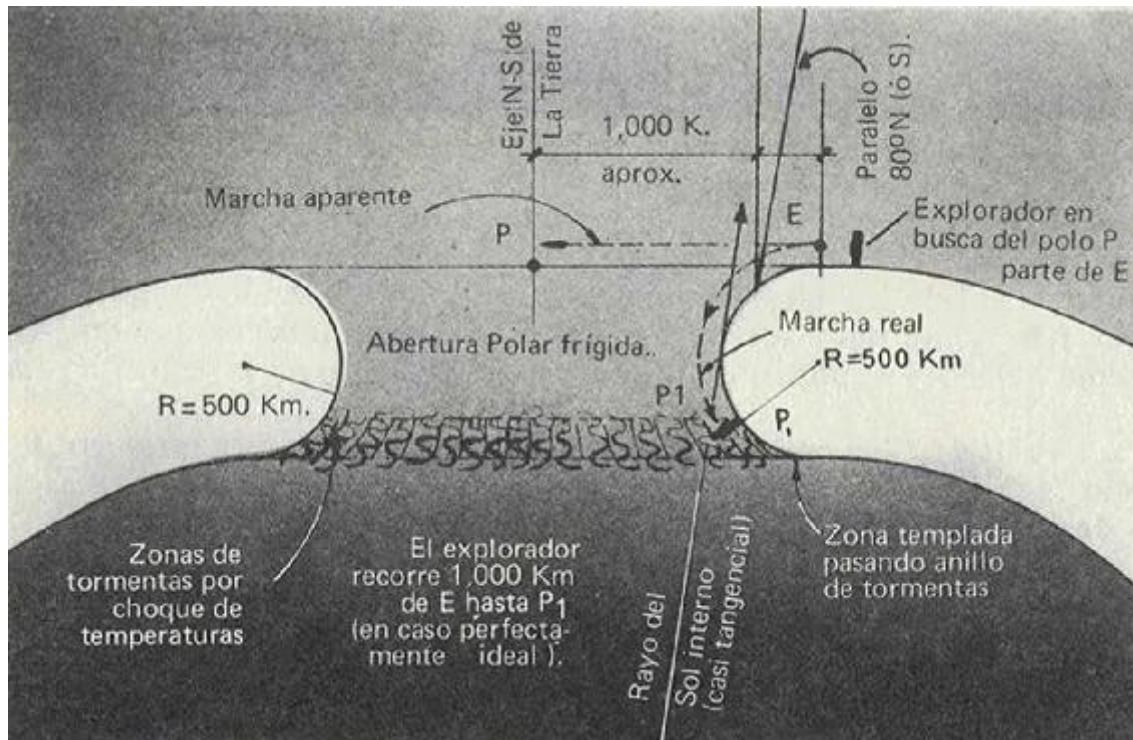 Eje N-S de
La Tierra
1,000 K.
aprox.
Paralelo
80ºN (ó S).
Marcha aparente
P
E
Explorador en
busca del polo P
parte de E
Abertura Polar frígida..
Marcha real
R=500 Km
R=500 Km.
P1
P₁
Zonas de
tormentas por
choque de
temperaturas
El explorador
recorre 1,000 Km
de E hasta P₁
(en caso perfecta-
mente ideal).
Rayo del
Sol interno
(casi tangencial)
Zona templada
pasando anillo
de tormentas